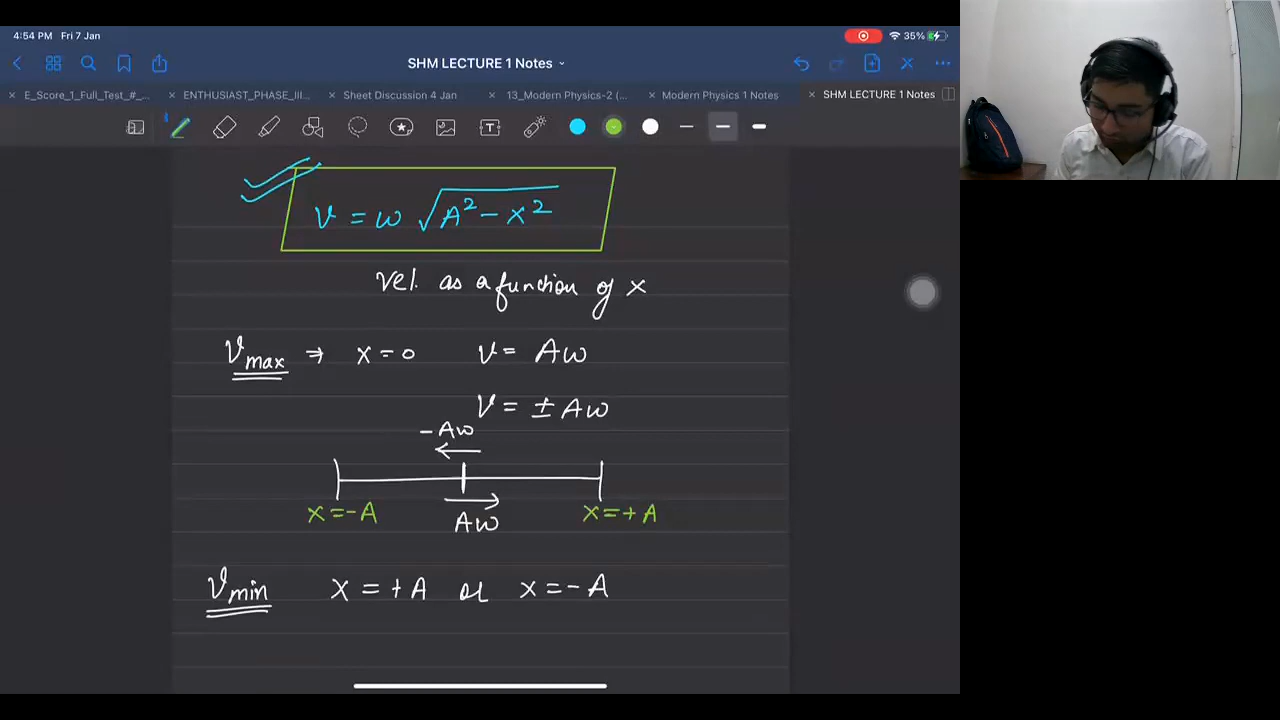 4:54 PM Fri 7 Jan
35%
SHM LECTURE 1 Notes
E_Score_1_Full_Test_#_...
ENTHUSIAST_PHASE_III...
Sheet Discussion 4 Jan
13_Modern Physics-2 (...
Modern Physics 1 Notes
SHM LECTURE 1 Notes
v = ω √A² − x²
Vel. as a function of x
Vmax ⇒ x = 0 v = Aω
v = ± Aω
− Aω
x = −A
Aω
x = + A
Vmin x = + A or x = − A